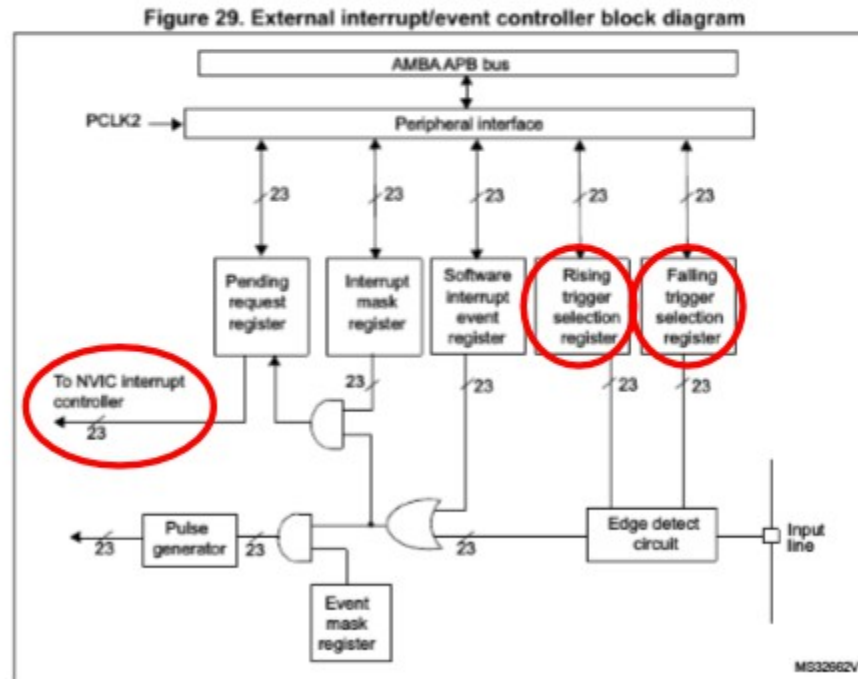 Figure 29. External interrupt/event controller block diagram
AMBA APB bus
PCLK2
Peripheral interface
23
23
23
23
23
Pending
request
register
Interrupt
mask
register
Software
interrupt
event
register
Rising
trigger
selection
register
Falling
trigger
selection
register
To NVIC interrupt
controller
23
23
23
23
23
23
Pulse
generator
23
23
Edge detect
circuit
Input
line
Event
mask
register
MS32662V